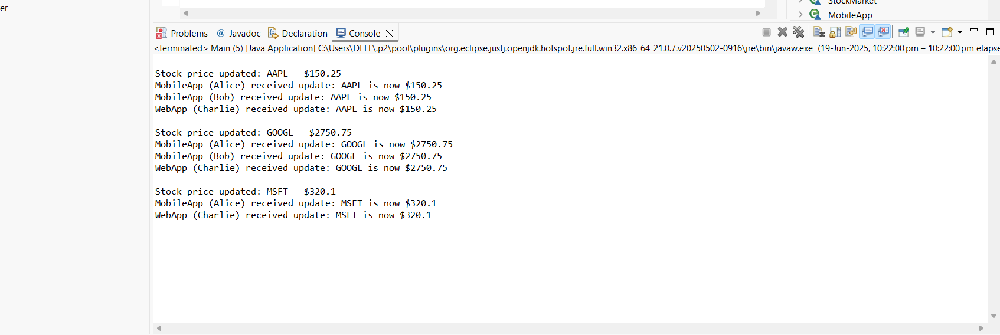 er
StockMarket
MobileApp
Problems @ Javadoc Declaration Console
<terminated> Main (5) [Java Application] C:\Users\DELL\.p2\pool\plugins\org.eclipse.justj.openjdk.hotspot.jre.full.win32.x86_64_21.0.7.v20250502-0916\jre\bin\javaw.exe (19-Jun-2025, 10:22:00 pm – 10:22:00 pm elapse
Stock price updated: AAPL - $150.25
MobileApp (Alice) received update: AAPL is now $150.25
MobileApp (Bob) received update: AAPL is now $150.25
WebApp (Charlie) received update: AAPL is now $150.25
Stock price updated: GOOGL - $2750.75
MobileApp (Alice) received update: GOOGL is now $2750.75
MobileApp (Bob) received update: GOOGL is now $2750.75
WebApp (Charlie) received update: GOOGL is now $2750.75
Stock price updated: MSFT - $320.1
MobileApp (Alice) received update: MSFT is now $320.1
WebApp (Charlie) received update: MSFT is now $320.1